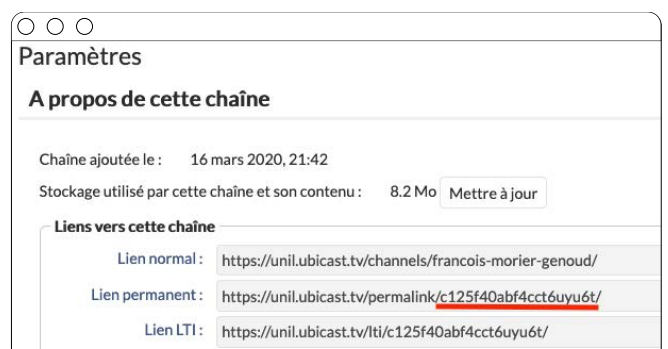 Paramètres
A propos de cette chaîne
Chaîne ajoutée le : 16 mars 2020, 21:42
Stockage utilisé par cette chaîne et son contenu : 8.2 Mo Mettre à jour
Liens vers cette chaîne
Lien normal : https://unil.ubicast.tv/channels/francois-morier-genoud/
Lien permanent : https://unil.ubicast.tv/permalink/c125f40abf4cct6uyu6t/
Lien LTI : https://unil.ubicast.tv/lti/c125f40abf4cct6uyu6t/